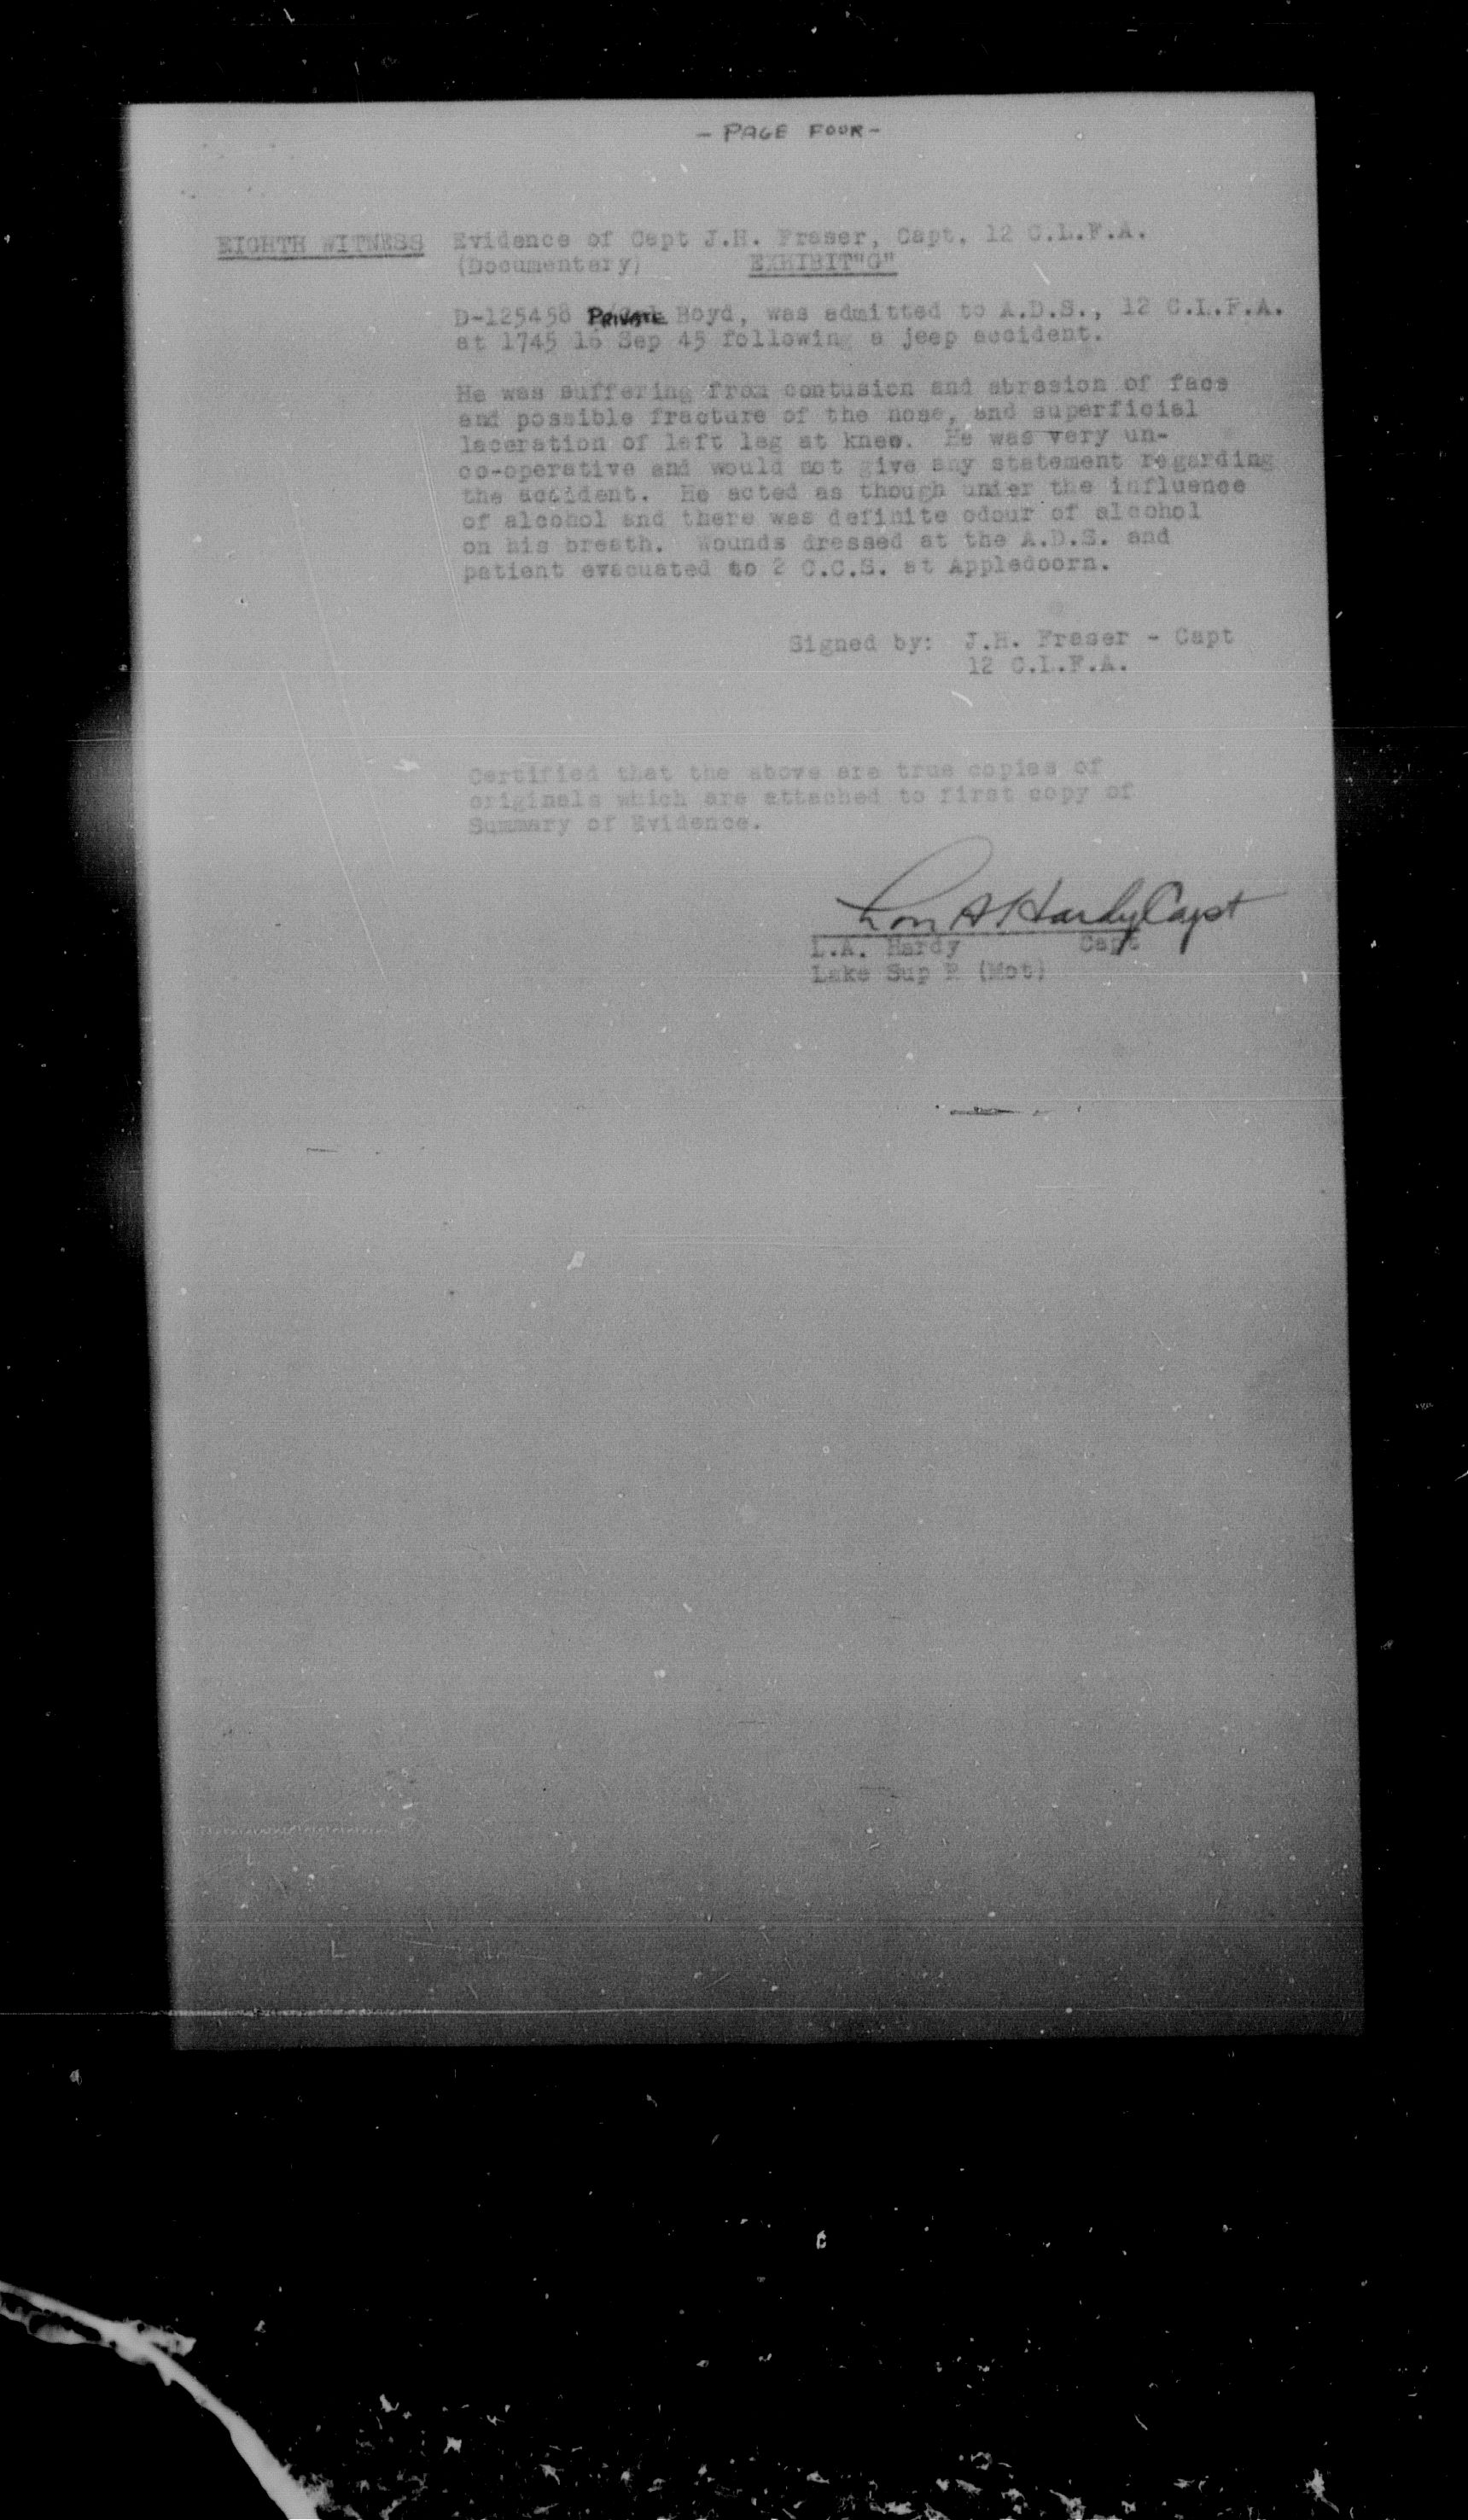 - PAGE FOUR -
EIGHTH WITNESS Evidence of Capt J.H. Fraser, Capt, 12 C.L.F.A.
(Documentary) EXHIBIT"G"
D-125458 PRIVATE Boyd, was admitted to A.D.S., 12 C.L.F.A.
at 1745 16 Sep 45 following a jeep accident.
He was suffering from contusion and abrasion of face
and possible fracture of the nose, and superficial
laceration of left leg at knee. He was very un-
co-operative and would not give any statement regarding
the accident. He acted as though under the influence
of alcohol and there was definite odour of alcohol
on his breath. Wounds dressed at the A.D.S. and
patient evacuated to 2 C.C.S. at Appledoorn.
Signed by: J.H. Fraser - Capt
12 C.L.F.A.
Certified that the above are true copies of
originals which are attached to first copy of
Summary of Evidence.
Lon A Hardy Capt
L.A. Hardy Capt
Lake Sup R (Mot)